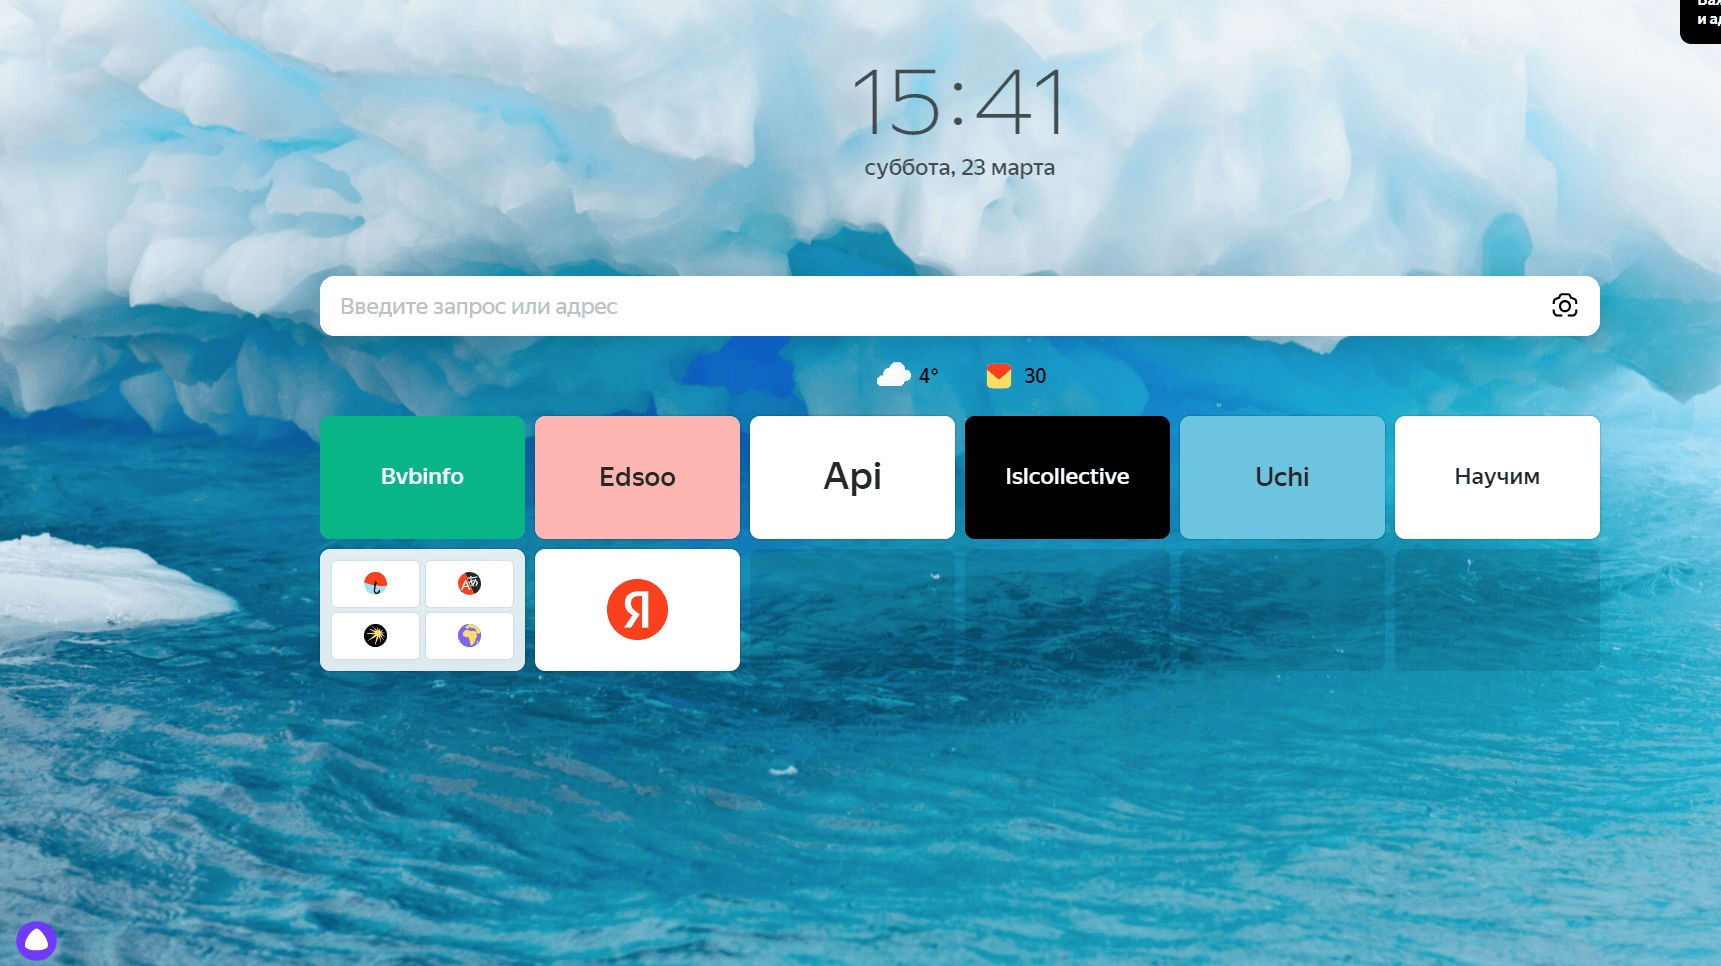 и
15:41
суббота, 23 марта
Введите запрос или адрес
4° 30
Bvbinfo Edsoo Api Islcollective Uchi Научим
Я